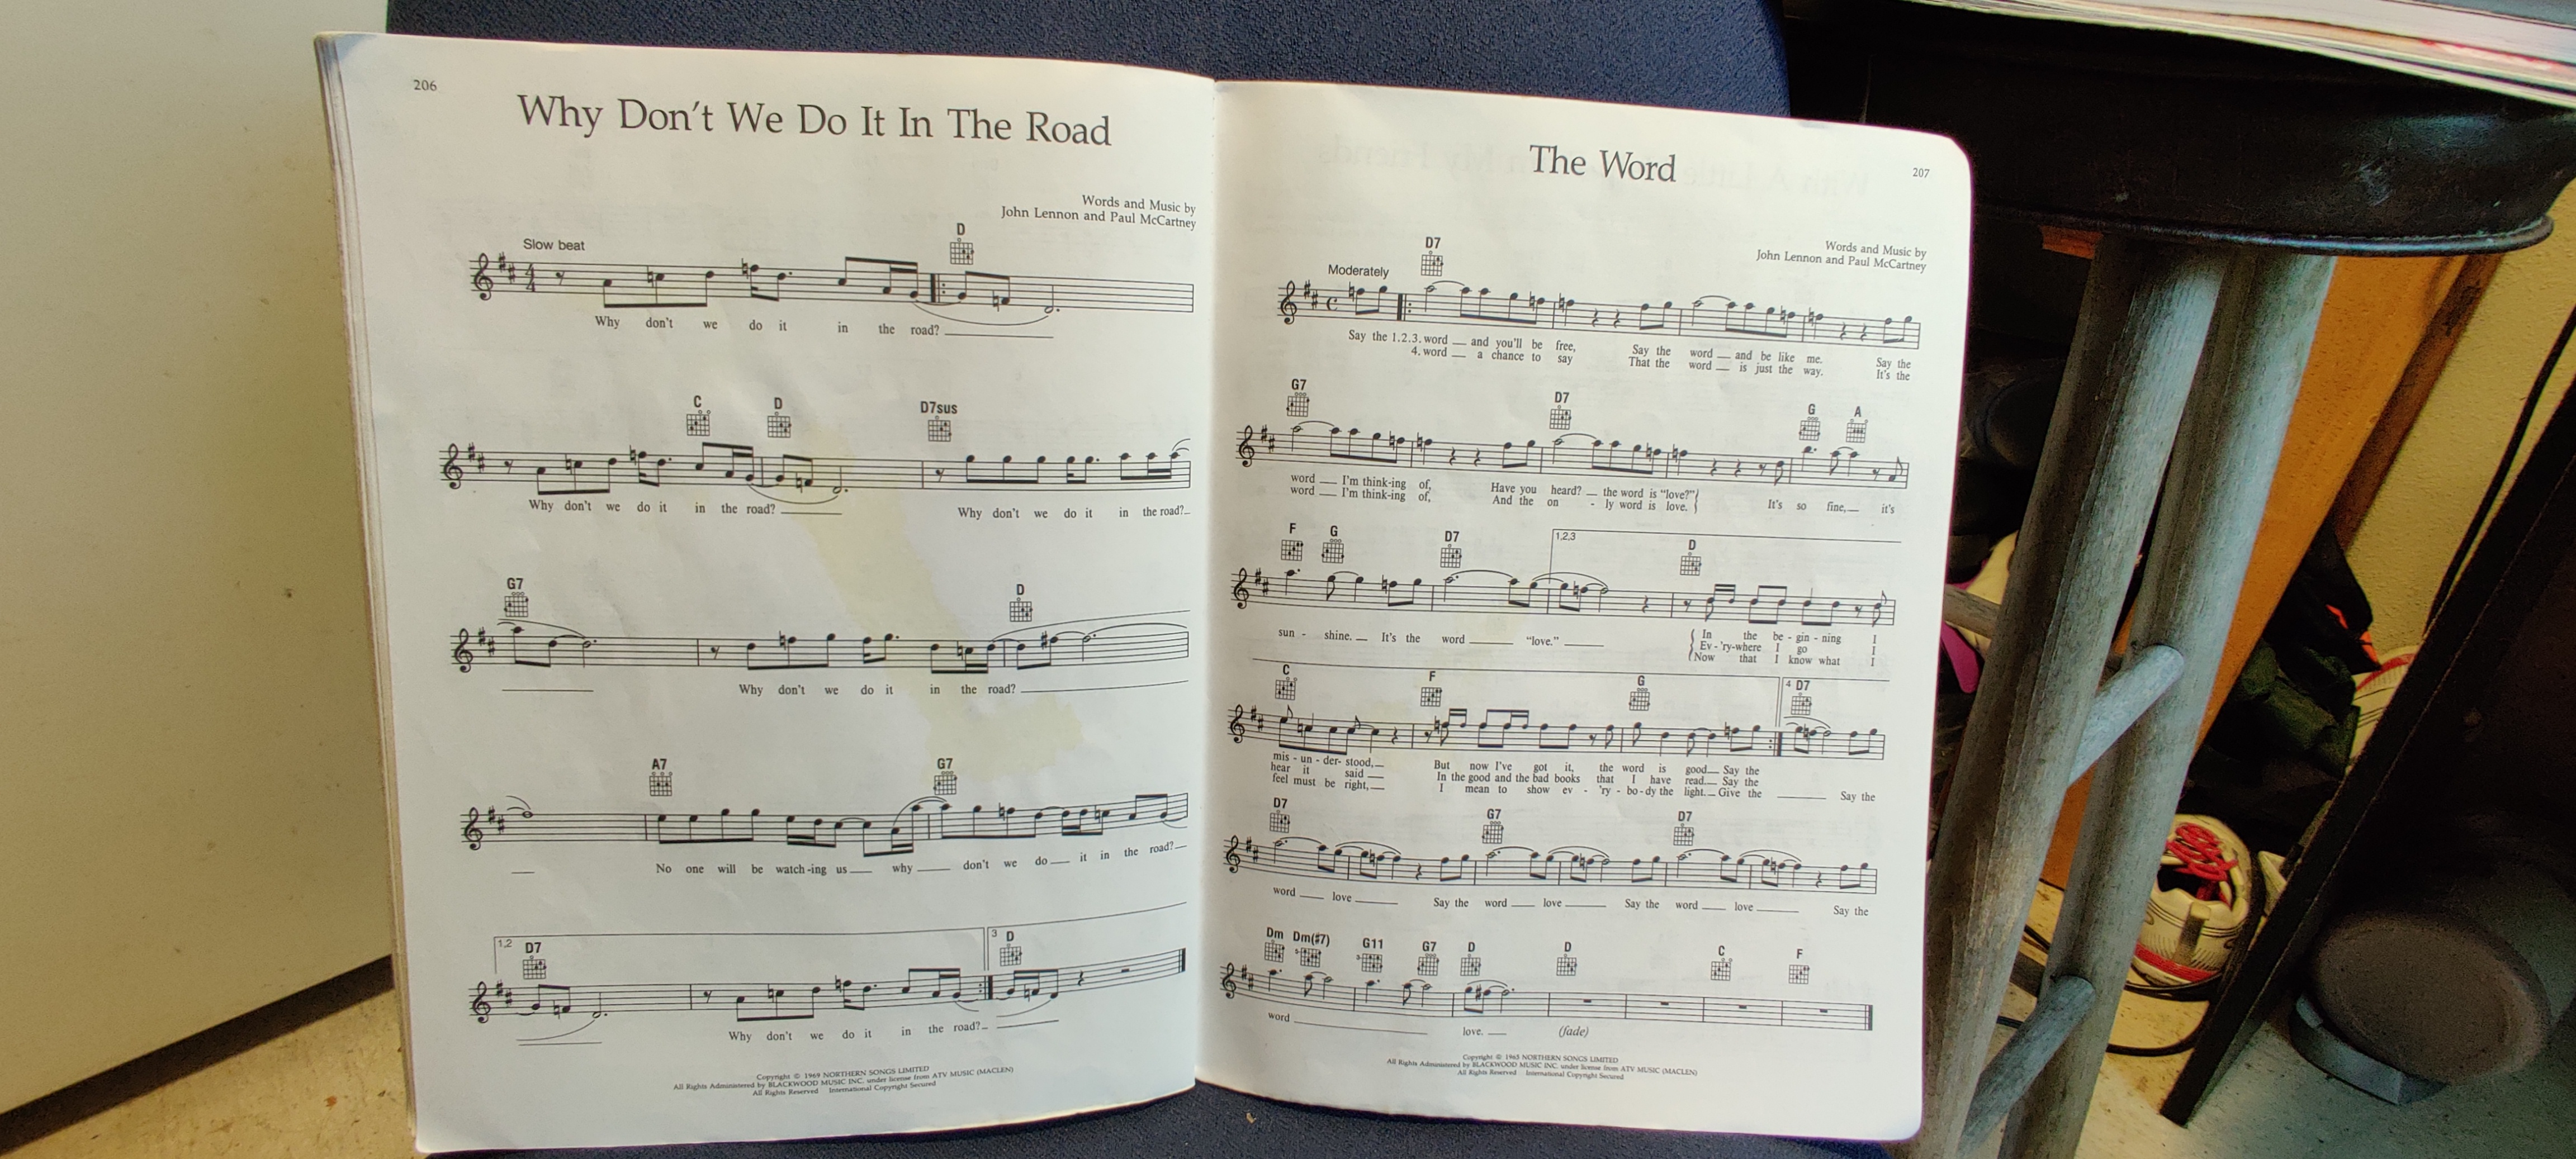 206
Why Don't We Do It In The Road
Words and Music by
John Lennon and Paul McCartney
D
Slow beat
Why don't we do it in the road?
C D D7sus
Why don't we do it in the road? Why don't we do it in the road?
G7 D
Why don't we do it in the road?
A7 G7
No one will be watch-ing us why don't we do it in the road?
1,2 D7 3 D
Why don't we do it in the road?
Copyright © 1969 NORTHERN SONGS LIMITED
All Rights Administered by BLACKWOOD MUSIC INC. under license from ATV MUSIC (MACLEN)
All Rights Reserved International Copyright Secured
The Word
207
Words and Music by
John Lennon and Paul McCartney
D7
Moderately
Say the 1.2.3. word and you'll be free, Say the word and be like me. Say the
4. word a chance to say That the word is just the way. It's the
G7 D7 G A
word I'm think-ing of, Have you heard? the word is "love?" It's so fine, it's
word I'm think-ing of, And the on - ly word is love.
F G D7 1,2,3 D
sun - shine. It's the word "love." In the be - gin - ning I
Ev - 'ry-where I go I
Now that I know what I
C F G 4 D7
mis - un - der- stood, But now I've got it, the word is good Say the
hear it said In the good and the bad books that I have read Say the
feel must be right, I mean to show ev - 'ry - bo - dy the light. Give the Say the
D7 G7 D7
word love Say the word love Say the word love Say the
Dm Dm(♯7) G11 G7 D D C F
word love. (fade)
Copyright © 1965 NORTHERN SONGS LIMITED
All Rights Administered by BLACKWOOD MUSIC INC. under license from ATV MUSIC (MACLEN)
All Rights Reserved International Copyright Secured